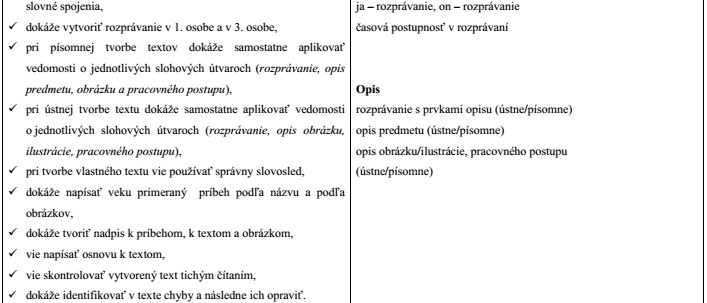 slovné spojenia,
✓ dokáže vytvoriť rozprávanie v 1. osobe a v 3. osobe,
✓ pri písomnej tvorbe textov dokáže samostatne aplikovať
vedomosti o jednotlivých slohových útvaroch (rozprávanie, opis
predmetu, obrázku a pracovného postupu),
✓ pri ústnej tvorbe textu dokáže samostatne aplikovať vedomosti
o jednotlivých slohových útvaroch (rozprávanie, opis obrázku,
ilustrácie, pracovného postupu),
✓ pri tvorbe vlastného textu vie používať správny slovosled,
✓ dokáže napísať veku primeraný príbeh podľa názvu a podľa
obrázkov,
✓ dokáže tvoriť nadpis k príbehom, k textom a obrázkom,
✓ vie napísať osnovu k textom,
✓ vie skontrolovať vytvorený text tichým čítaním,
✓ dokáže identifikovať v texte chyby a následne ich opraviť.
ja – rozprávanie, on – rozprávanie
časová postupnosť v rozprávaní
Opis
rozprávanie s prvkami opisu (ústne/písomne)
opis predmetu (ústne/písomne)
opis obrázku/ilustrácie, pracovného postupu
(ústne/písomne)